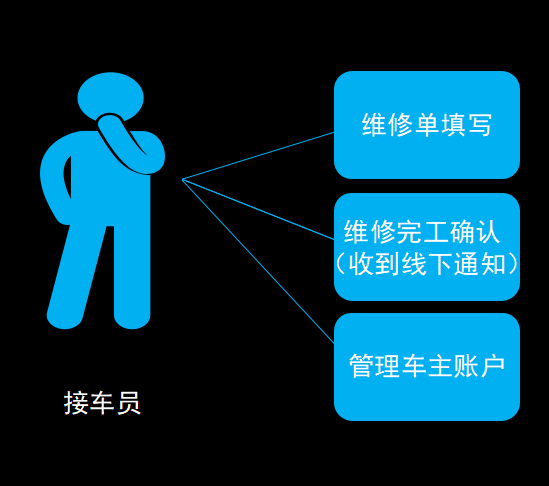 维修单填写
维修完工确认
（收到线下通知）
管理车主账户
接车员